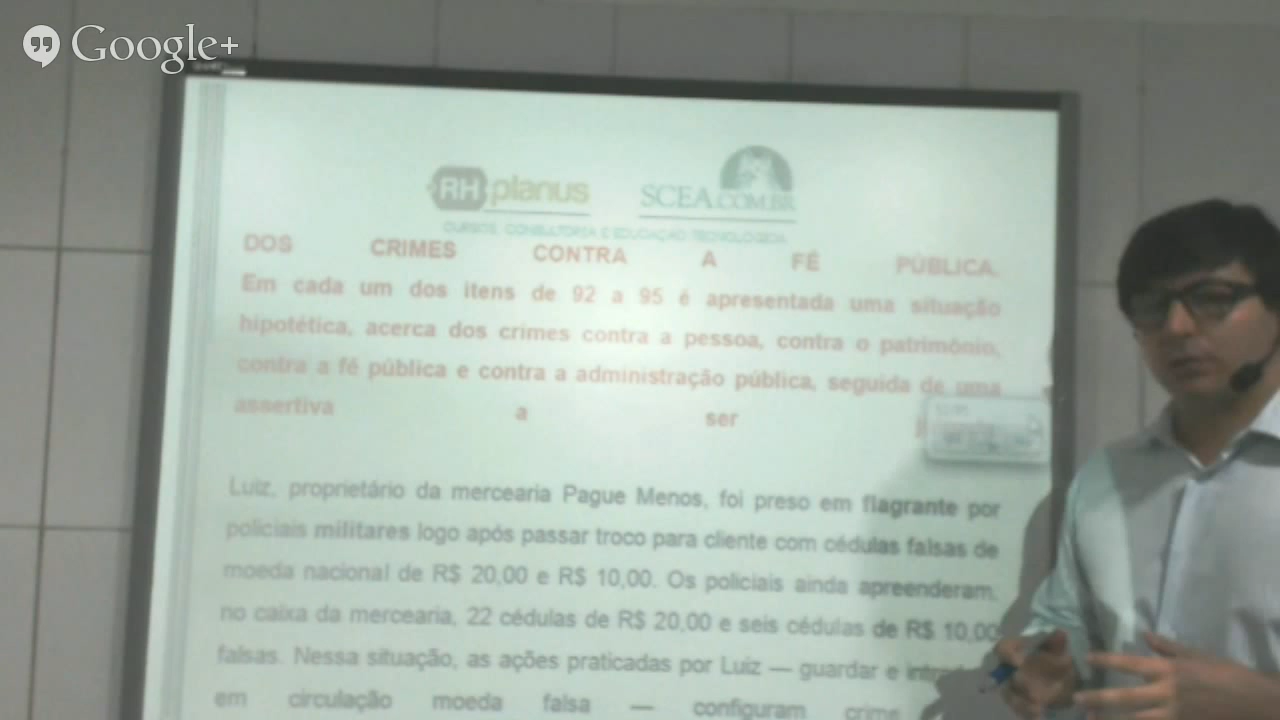 Google+
RH planus
SCEA.COM.BR
CURSOS, CONSULTORIA E EDUCAÇÃO TECNOLOGICA
DOS CRIMES CONTRA A FÉ PÚBLICA.
Em cada um dos itens de 92 a 95 é apresentada uma situação
hipotética, acerca dos crimes contra a pessoa, contra o patrimônio,
contra a fé pública e contra a administração pública, seguida de uma
assertiva a ser
Luiz, proprietário da mercearia Pague Menos, foi preso em flagrante por
policiais militares logo após passar troco para cliente com cédulas falsas de
moeda nacional de R$ 20,00 e R$ 10,00. Os policiais ainda apreenderam,
no caixa da mercearia, 22 cédulas de R$ 20,00 e seis cédulas de R$ 10,00
falsas. Nessa situação, as ações praticadas por Luiz — guardar e
em circulação moeda falsa — configuram crime